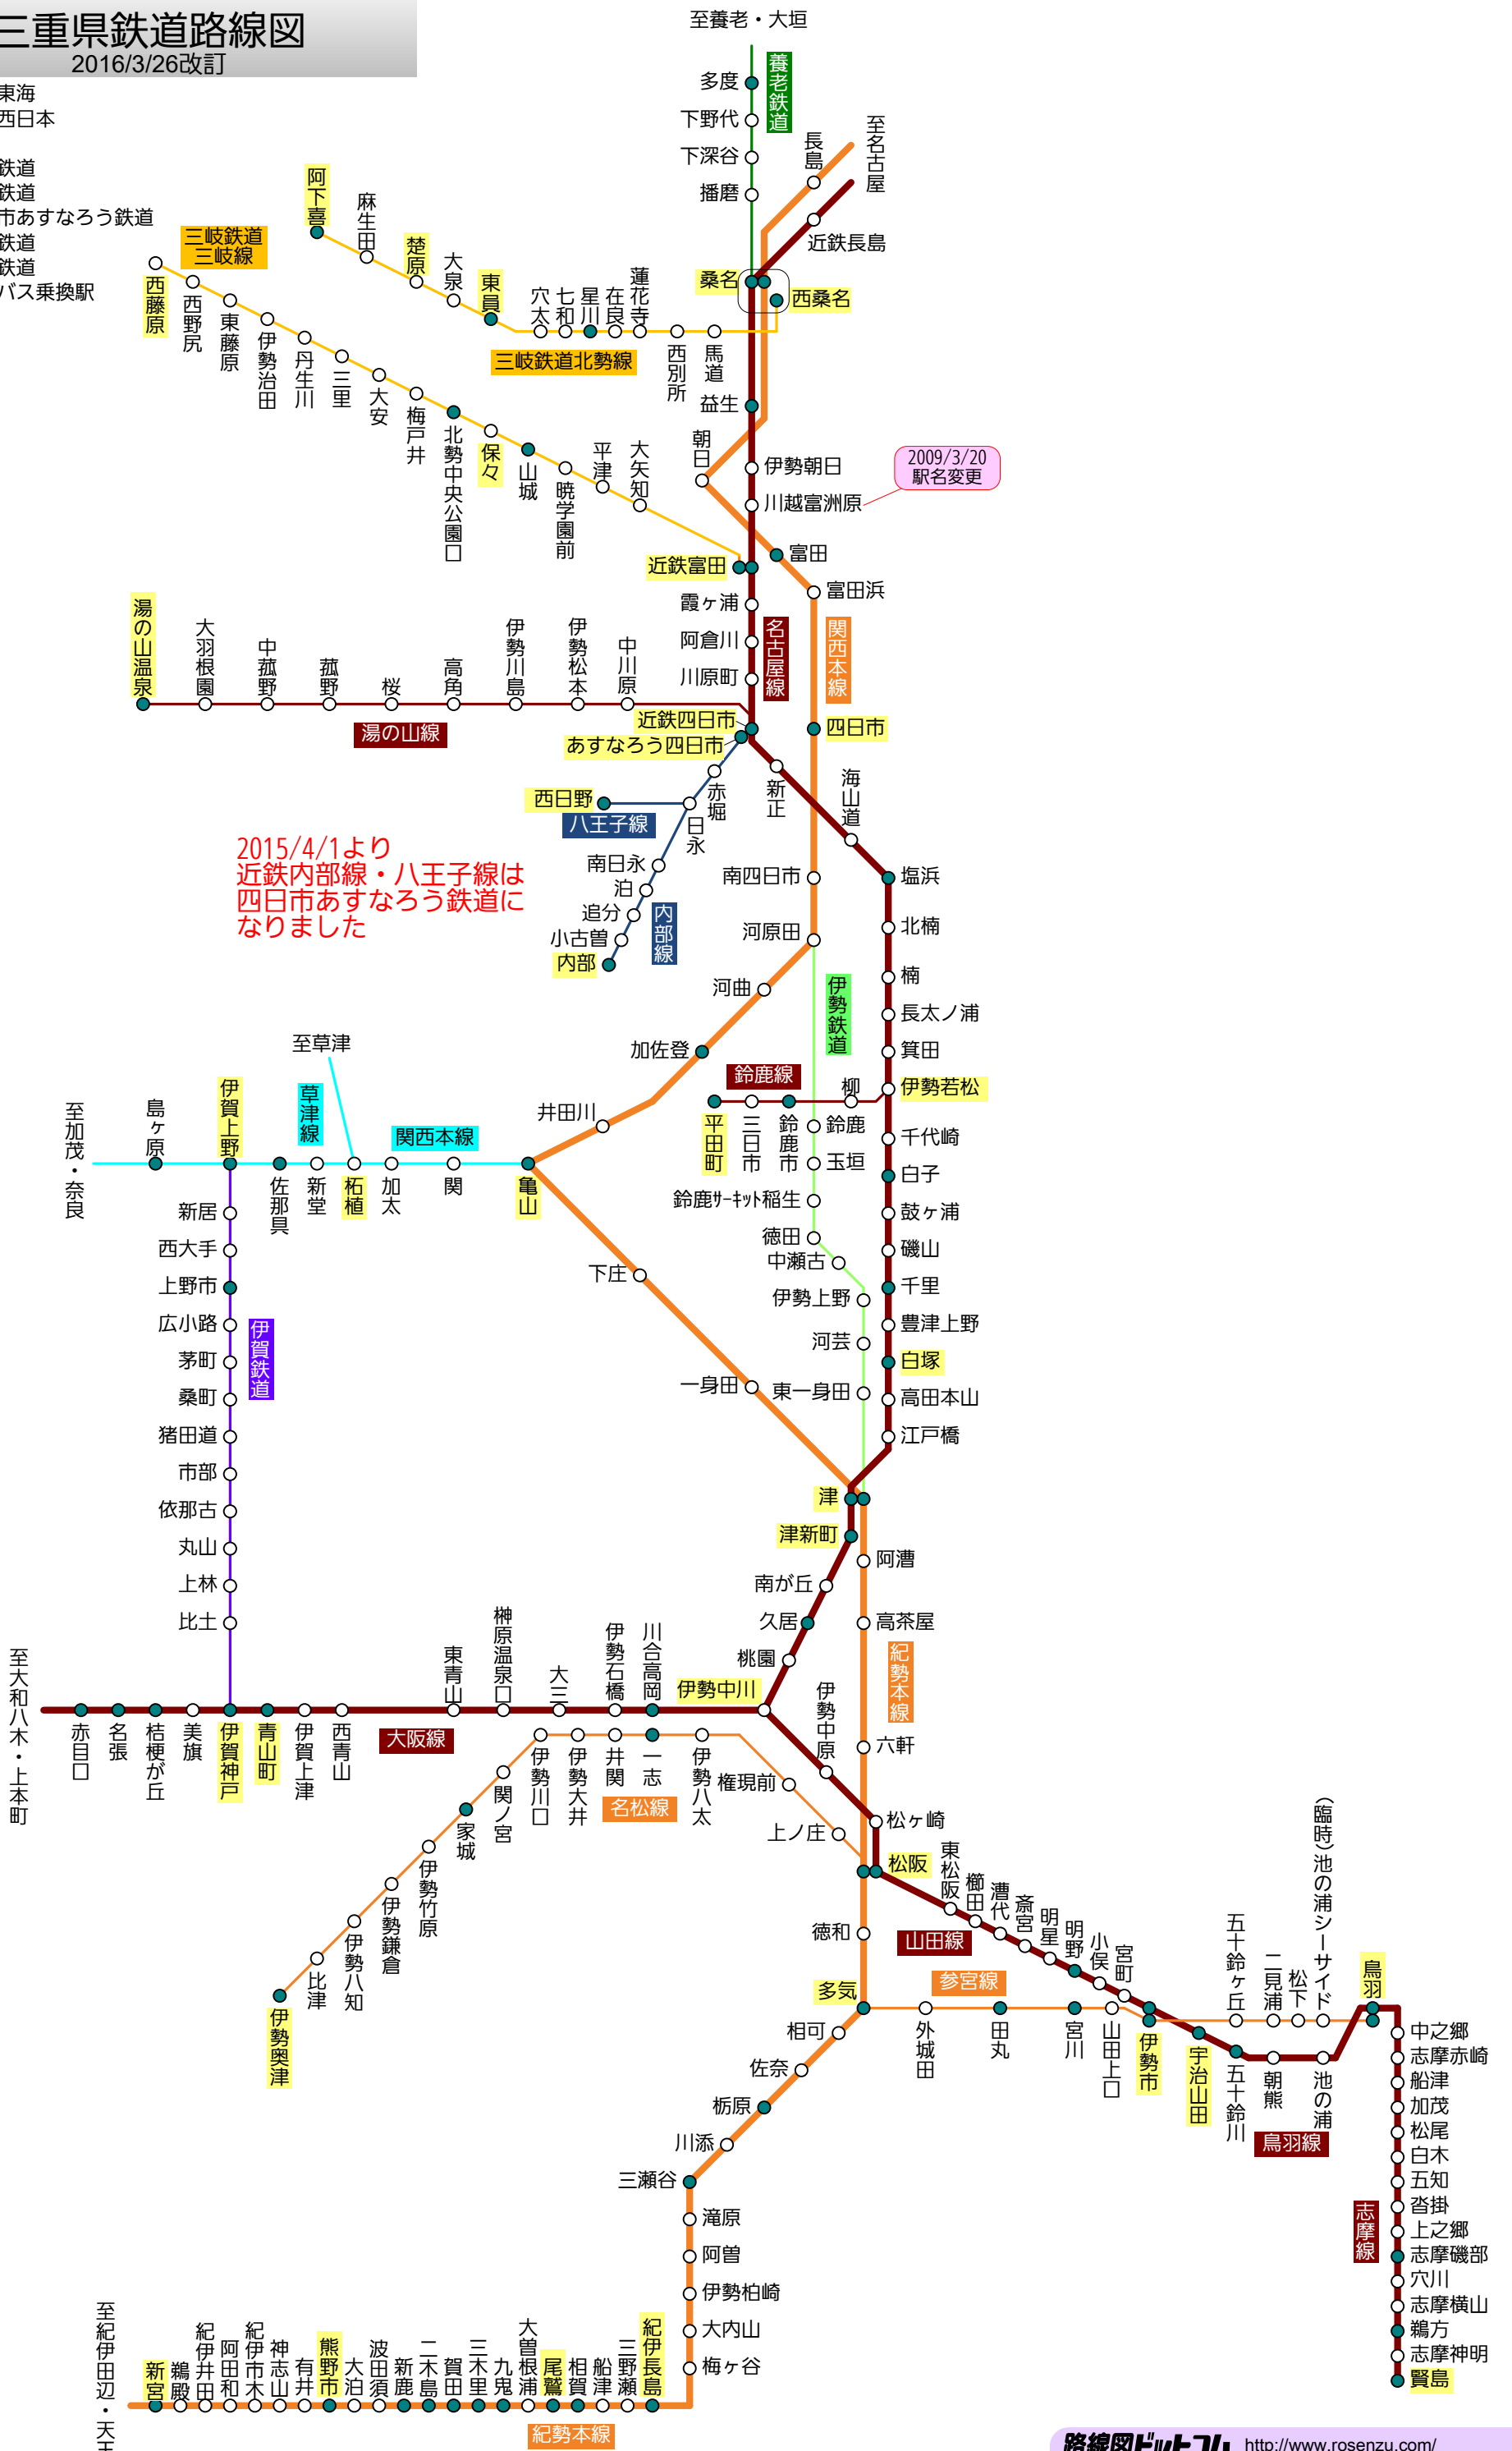 三重県鉄道路線図
2016/3/26改訂
東海
西日本
鉄道
鉄道
市あすなろう鉄道
鉄道
鉄道
バス乗換駅
至養老・大垣
養老鉄道
多度
下野代
下深谷
播磨
長島
至名古屋
近鉄長島
桑名
西桑名
阿下喜
麻生田
楚原
大泉
東員
穴太
七和
星川
在良
蓮花寺
西別所
馬道
三岐鉄道北勢線
三岐鉄道
三岐線
西藤原
西野尻
東藤原
伊勢治田
丹生川
三里
大安
梅戸井
北勢中央公園口
保々
山城
暁学園前
平津
大矢知
益生
朝日
伊勢朝日
川越富洲原
2009/3/20
駅名変更
富田
近鉄富田
富田浜
霞ヶ浦
阿倉川
川原町
名古屋線
関西本線
湯の山温泉
大羽根園
中菰野
菰野
桜
高角
伊勢川島
伊勢松本
中川原
湯の山線
近鉄四日市
あすなろう四日市
四日市
新正
海山道
赤堀
西日野
八王子線
日永
南日永
泊
追分
小古曽
内部
内部線
2015/4/1より
近鉄内部線・八王子線は
四日市あすなろう鉄道に
なりました
南四日市
塩浜
北楠
河原田
楠
河曲
長太ノ浦
伊勢鉄道
箕田
加佐登
鈴鹿線
柳
伊勢若松
平田町
三日市
鈴鹿市
鈴鹿
千代崎
玉垣
白子
鈴鹿ｻｰｷｯﾄ稲生
鼓ヶ浦
徳田
磯山
中瀬古
千里
伊勢上野
豊津上野
河芸
白塚
東一身田
高田本山
江戸橋
井田川
至草津
草津線
関西本線
至加茂・奈良
島ヶ原
伊賀上野
佐那具
新堂
柘植
加太
関
亀山
下庄
一身田
新居
西大手
上野市
広小路
茅町
桑町
猪田道
市部
依那古
丸山
上林
比土
伊賀鉄道
津
津新町
阿漕
南が丘
久居
高茶屋
桃園
紀勢本線
伊勢中川
至大和八木・上本町
赤目口
名張
桔梗が丘
美旗
伊賀神戸
青山町
伊賀上津
西青山
大阪線
東青山
榊原温泉口
大三
伊勢石橋
川合高岡
伊勢中原
六軒
伊勢川口
伊勢大井
井関
一志
伊勢八太
名松線
権現前
上ノ庄
関ノ宮
家城
伊勢竹原
伊勢鎌倉
伊勢八知
比津
伊勢奥津
松ヶ崎
松阪
東松阪
櫛田
漕代
斎宮
明星
明野
小俣
宮町
山田線
徳和
多気
参宮線
外城田
田丸
宮川
山田上口
伊勢市
宇治山田
五十鈴ヶ丘
二見浦
松下
(臨時)池の浦シーサイド
鳥羽
五十鈴川
朝熊
池の浦
鳥羽線
中之郷
志摩赤崎
船津
加茂
松尾
白木
五知
沓掛
上之郷
志摩磯部
穴川
志摩横山
鵜方
志摩神明
賢島
志摩線
相可
佐奈
栃原
川添
三瀬谷
滝原
阿曽
伊勢柏崎
大内山
梅ヶ谷
紀伊長島
三野瀬
船津
相賀
尾鷲
大曽根浦
九鬼
三木里
賀田
二木島
新鹿
波田須
大泊
熊野市
有井
神志山
紀伊市木
阿田和
紀伊井田
鵜殿
新宮
紀勢本線
至紀伊田辺・天王
路線図ドットコム
http://www.rosenzu.com/